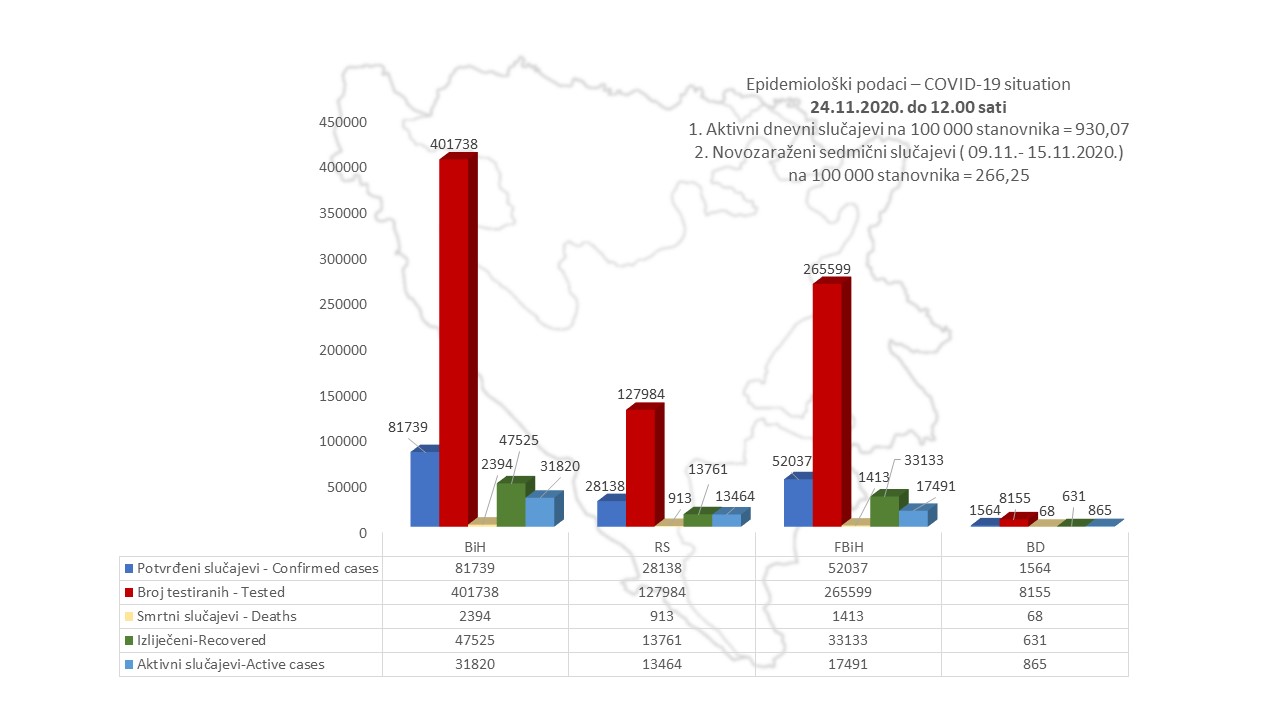 Epidemiološki podaci – COVID-19 situation
24.11.2020. do 12.00 sati
1. Aktivni dnevni slučajevi na 100 000 stanovnika = 930,07
2. Novozaraženi sedmični slučajevi ( 09.11.- 15.11.2020.)
na 100 000 stanovnika = 266,25
450000
400000
350000
300000
250000
200000
150000
100000
50000
0
81739
401738
2394
47525
31820
28138
127984
913
13761
13464
52037
265599
1413
33133
17491
1564
8155
68
631
865
BiH RS FBiH BD
Potvrđeni slučajevi - Confirmed cases 81739 28138 52037 1564
Broj testiranih - Tested 401738 127984 265599 8155
Smrtni slučajevi - Deaths 2394 913 1413 68
Izliječeni-Recovered 47525 13761 33133 631
Aktivni slučajevi-Active cases 31820 13464 17491 865